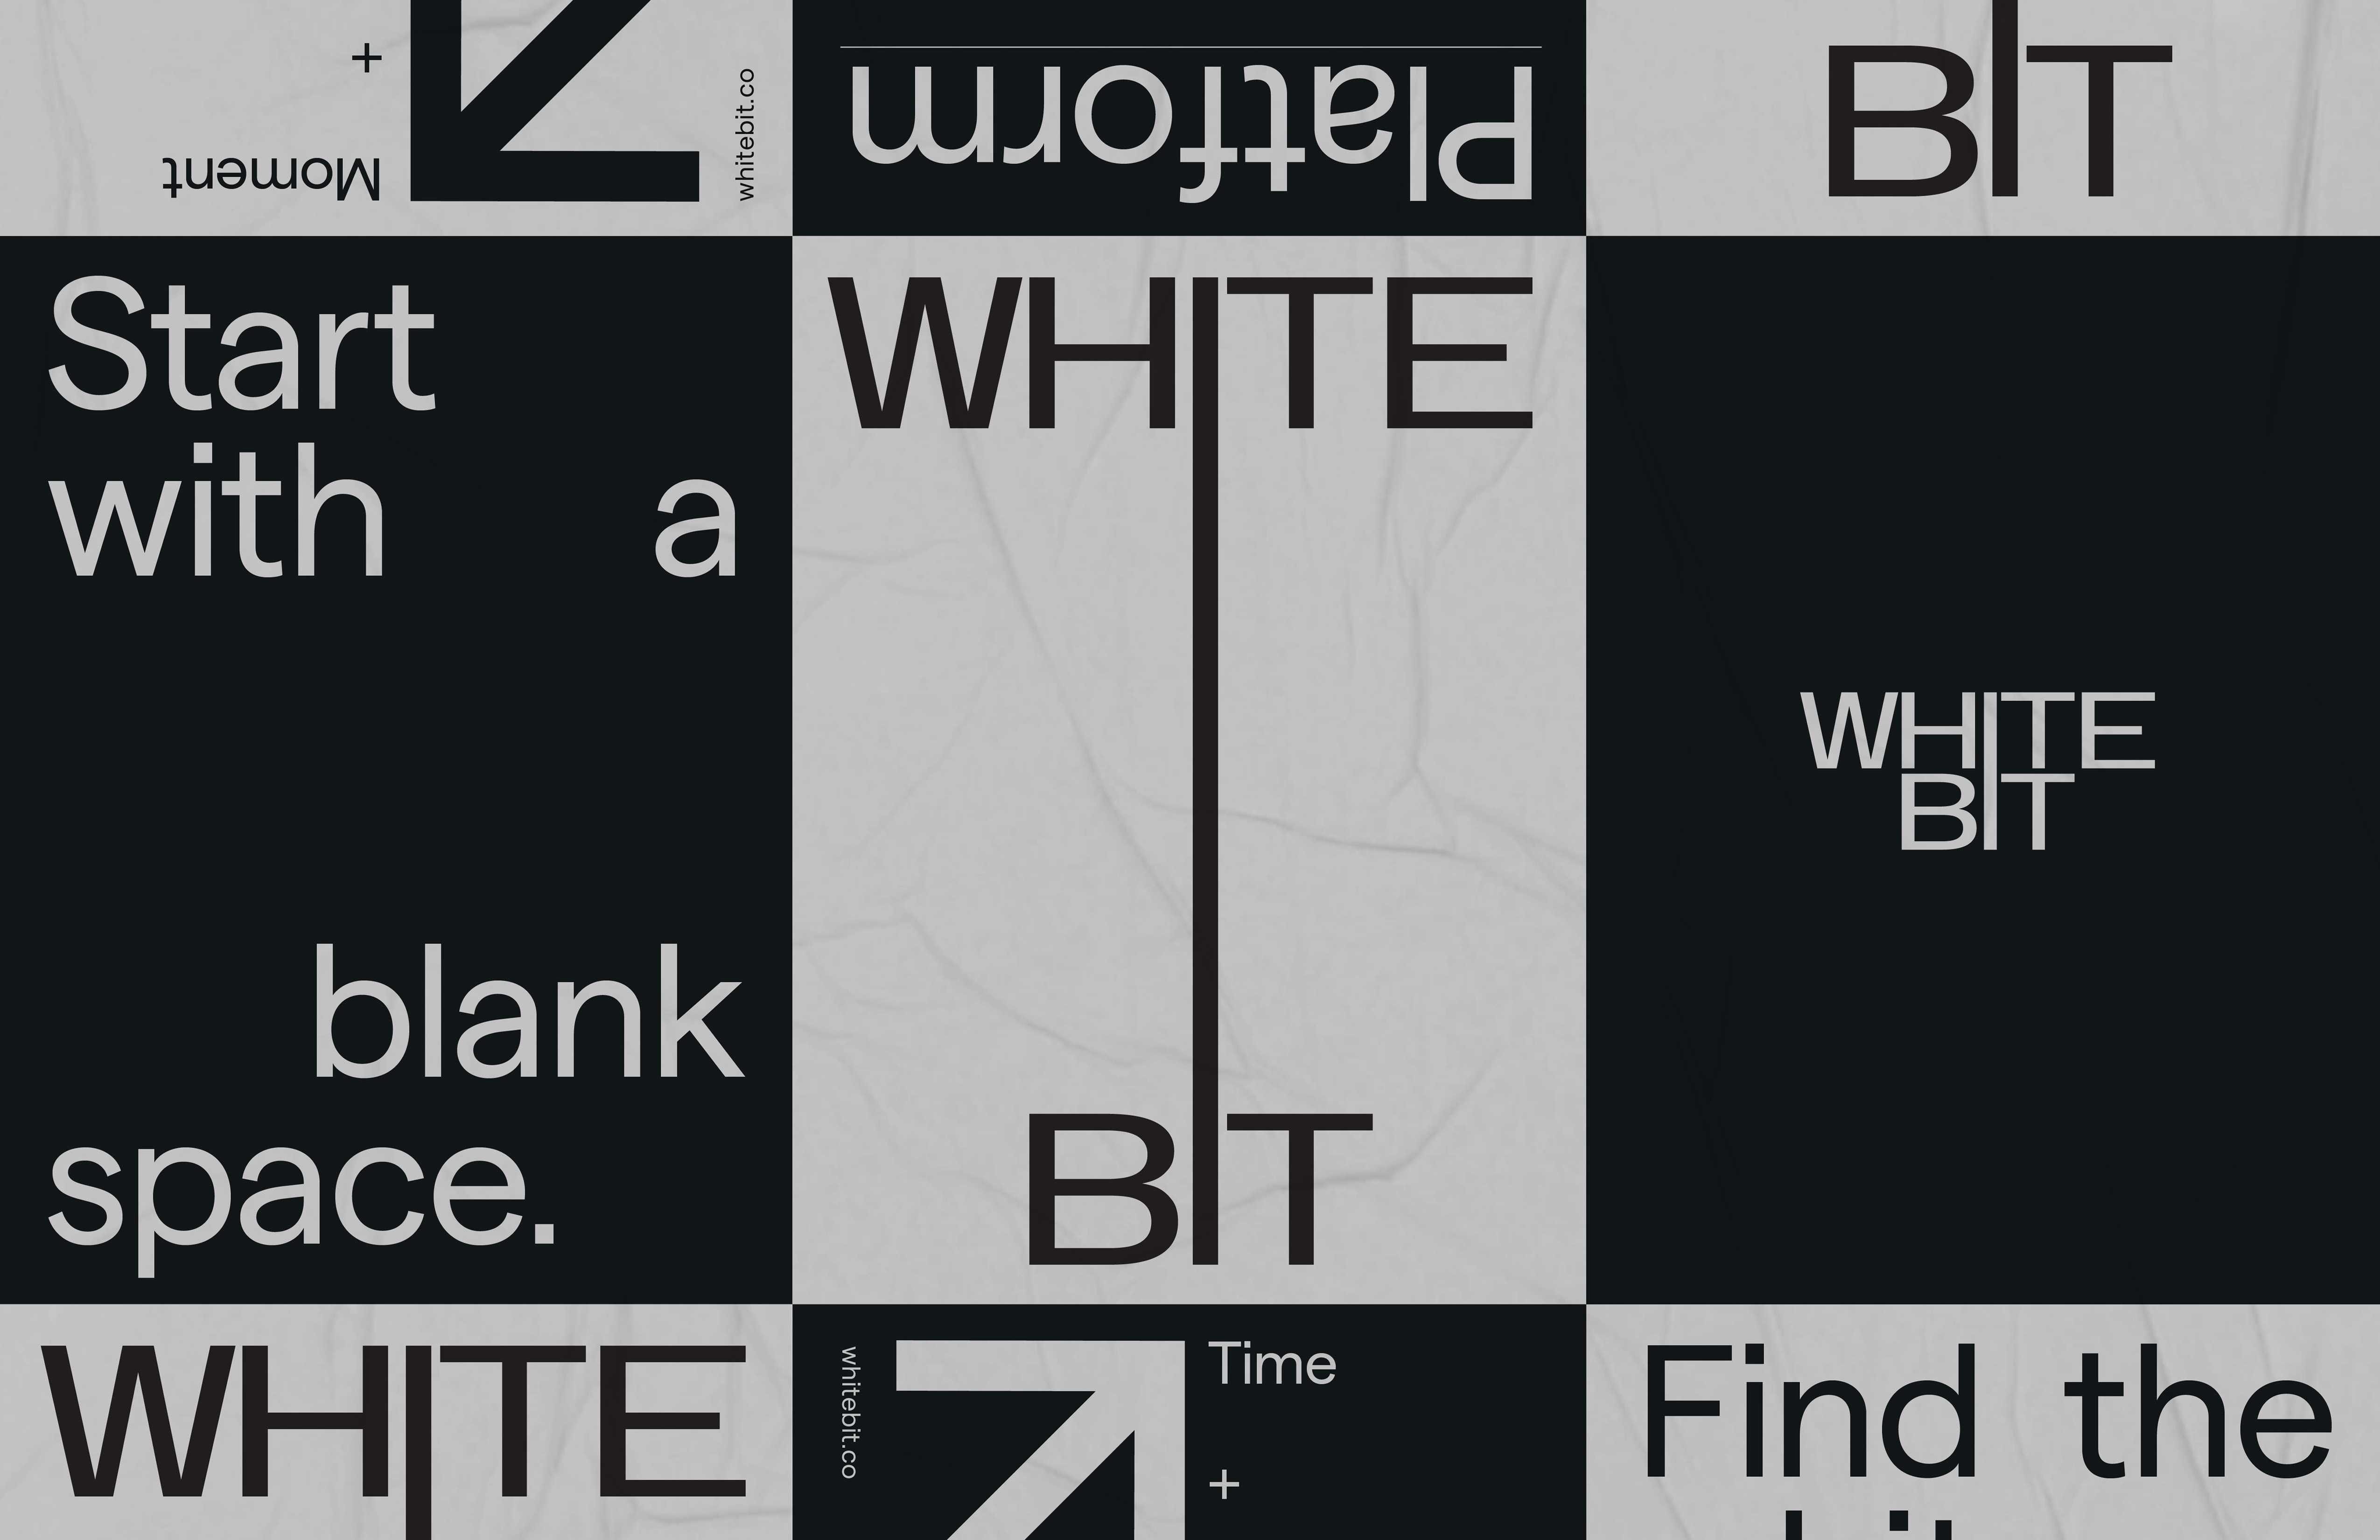 +
Moment
whitebit.co
Platform
BIT
Start
with a
blank
space.
WHITE
BIT
WHITE
BIT
WHITE
whitebit.co
Time
+
Find the